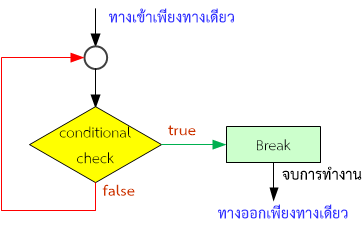 ทางเข้าเพียงทางเดียว
conditional
check
true
false
Break
จบการทำงาน
ทางออกเพียงทางเดียว